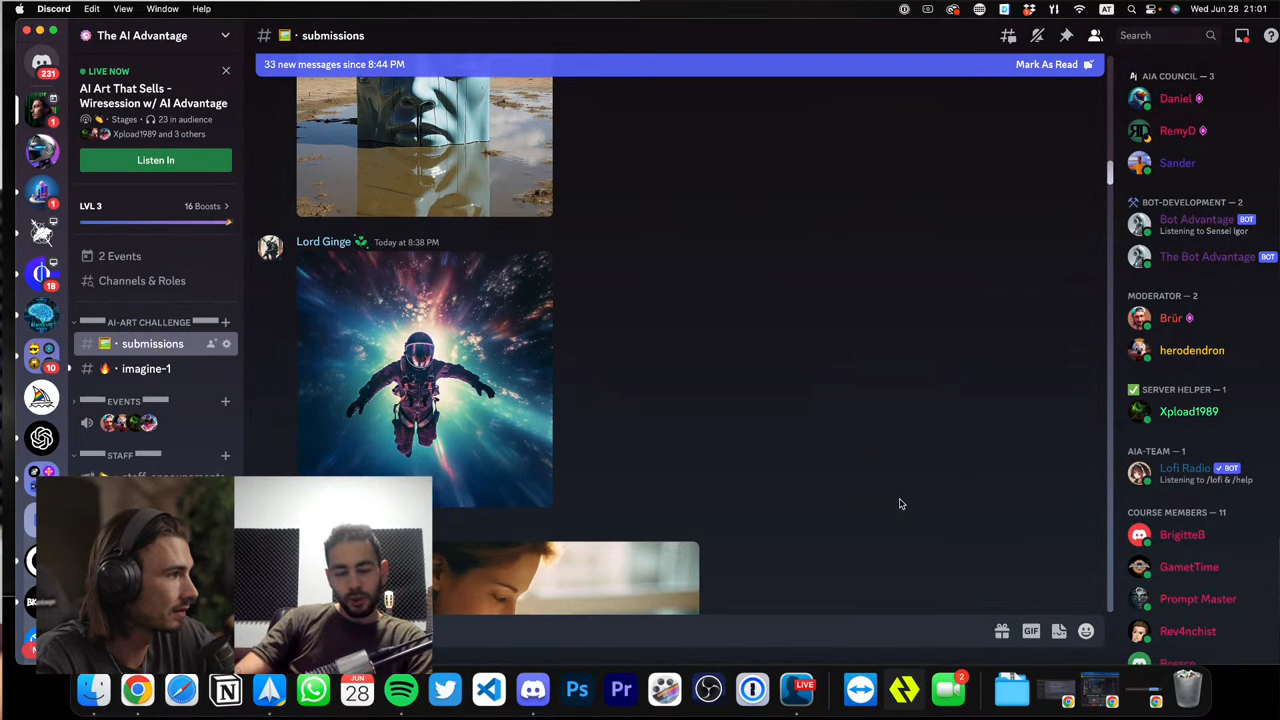 Discord Edit View Window Help
AT Wed Jun 28 21:01
The AI Advantage
submissions
Search
33 new messages since 8:44 PM
Mark As Read
LIVE NOW
AI Art That Sells -
Wiresession w/ AI Advantage
Stages • 23 in audience
Xpload1989 and 3 others
Listen In
LVL 3
16 Boosts
2 Events
Channels & Roles
AI-ART CHALLENGE
submissions
imagine-1
EVENTS
STAFF
231
1
1
18
10
Lord Ginge Today at 8:38 PM
AIA COUNCIL — 3
Daniel
RemyD
Sander
BOT-DEVELOPMENT — 2
Bot Advantage BOT
Listening to Sensei Igor
The Bot Advantage BOT
MODERATOR — 2
Brür
herodendron
SERVER HELPER — 1
Xpload1989
AIA-TEAM — 1
Lofi Radio BOT
Listening to /lofi & /help
COURSE MEMBERS — 11
BrigitteB
GametTime
Prompt Master
Rev4nchist
GIF
JUN
28
Ps
Pr
LIVE
2